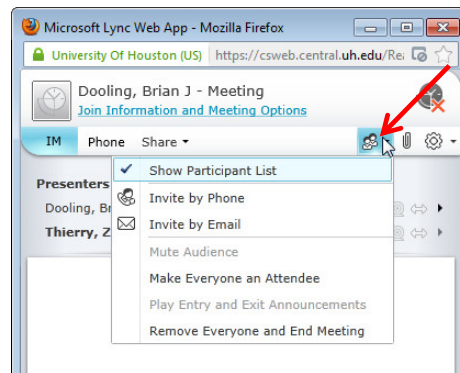 Microsoft Lync Web App - Mozilla Firefox
University Of Houston (US) https://csweb.central.uh.edu/Rea
Dooling, Brian J - Meeting
Join Information and Meeting Options
IM Phone Share
Show Participant List
Presenters
Invite by Phone
Dooling, Br
Invite by Email
Thierry, Z
Mute Audience
Make Everyone an Attendee
Play Entry and Exit Announcements
Remove Everyone and End Meeting